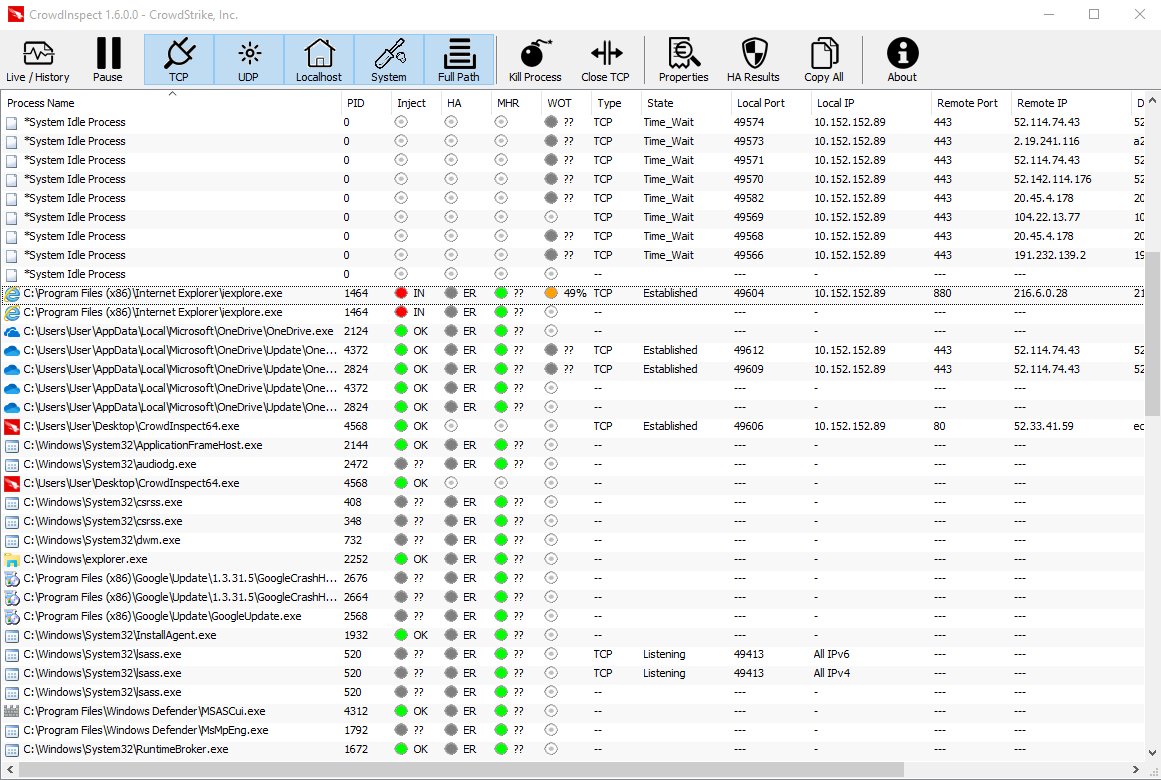 CrowdInspect 1.6.0.0 - CrowdStrike, Inc.
Live / History Pause TCP UDP Localhost System Full Path Kill Process Close TCP Properties HA Results Copy All About
Process Name PID Inject HA MHR WOT Type State Local Port Local IP Remote Port Remote IP D
*System Idle Process 0 ?? TCP Time_Wait 49574 10.152.152.89 443 52.114.74.43 52
*System Idle Process 0 ?? TCP Time_Wait 49573 10.152.152.89 443 2.19.241.116 a2
*System Idle Process 0 ?? TCP Time_Wait 49571 10.152.152.89 443 52.114.74.43 52
*System Idle Process 0 ?? TCP Time_Wait 49570 10.152.152.89 443 52.142.114.176 52
*System Idle Process 0 ?? TCP Time_Wait 49582 10.152.152.89 443 20.45.4.178 20
*System Idle Process 0 TCP Time_Wait 49569 10.152.152.89 443 104.22.13.77 10
*System Idle Process 0 ?? TCP Time_Wait 49568 10.152.152.89 443 20.45.4.178 20
*System Idle Process 0 ?? TCP Time_Wait 49566 10.152.152.89 443 191.232.139.2 19
*System Idle Process 0 -- --- - --- ---
C:\Program Files (x86)\Internet Explorer\iexplore.exe 1464 IN ER ?? 49% TCP Established 49604 10.152.152.89 880 216.6.0.28 21
C:\Program Files (x86)\Internet Explorer\iexplore.exe 1464 IN ER ?? -- --- - --- ---
C:\Users\User\AppData\Local\Microsoft\OneDrive\OneDrive.exe 2124 OK ER ?? -- --- - --- ---
C:\Users\User\AppData\Local\Microsoft\OneDrive\Update\One... 4372 OK ER ?? ?? TCP Established 49612 10.152.152.89 443 52.114.74.43 52
C:\Users\User\AppData\Local\Microsoft\OneDrive\Update\One... 2824 OK ER ?? ?? TCP Established 49609 10.152.152.89 443 52.114.74.43 52
C:\Users\User\AppData\Local\Microsoft\OneDrive\Update\One... 4372 OK ER ?? -- --- - --- ---
C:\Users\User\AppData\Local\Microsoft\OneDrive\Update\One... 2824 OK ER ?? -- --- - --- ---
C:\Users\User\Desktop\CrowdInspect64.exe 4568 OK TCP Established 49606 10.152.152.89 80 52.33.41.59 ec
C:\Windows\System32\ApplicationFrameHost.exe 2144 OK ER ?? -- --- - --- ---
C:\Windows\System32\audiodg.exe 2472 ?? ER ?? -- --- - --- ---
C:\Users\User\Desktop\CrowdInspect64.exe 4568 OK -- --- - --- ---
C:\Windows\System32\csrss.exe 408 ?? ER ?? -- --- - --- ---
C:\Windows\System32\csrss.exe 348 ?? ER ?? -- --- - --- ---
C:\Windows\System32\dwm.exe 732 ?? ER ?? -- --- - --- ---
C:\Windows\explorer.exe 2252 OK ER ?? -- --- - --- ---
C:\Program Files (x86)\Google\Update\1.3.31.5\GoogleCrashH... 2676 ?? ER ?? -- --- - --- ---
C:\Program Files (x86)\Google\Update\1.3.31.5\GoogleCrashH... 2664 ?? ER ?? -- --- - --- ---
C:\Program Files (x86)\Google\Update\GoogleUpdate.exe 2568 ?? ER ?? -- --- - --- ---
C:\Windows\System32\InstallAgent.exe 1932 OK ER ?? -- --- - --- ---
C:\Windows\System32\lsass.exe 520 ?? ER ?? TCP Listening 49413 All IPv6 --- ---
C:\Windows\System32\lsass.exe 520 ?? ER ?? TCP Listening 49413 All IPv4 --- ---
C:\Windows\System32\lsass.exe 520 ?? ER ?? -- --- - --- ---
C:\Program Files\Windows Defender\MSASCui.exe 4312 OK ER ?? -- --- - --- ---
C:\Program Files\Windows Defender\MsMpEng.exe 1792 ?? ER ?? -- --- - --- ---
C:\Windows\System32\RuntimeBroker.exe 1672 OK ER ?? -- --- - --- ---